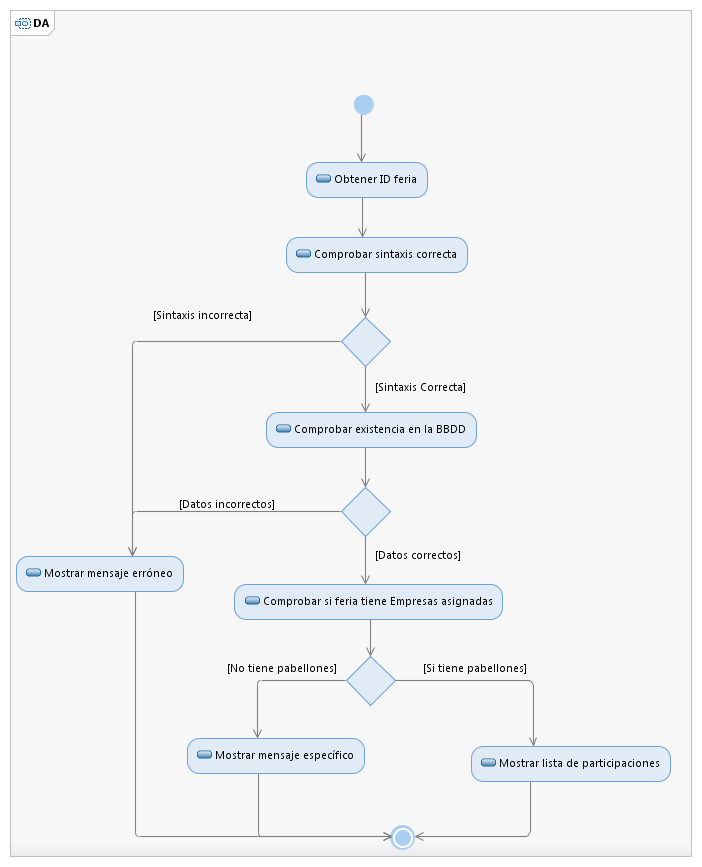 DA
Obtener ID feria
Comprobar sintaxis correcta
[Sintaxis incorrecta]
[Sintaxis Correcta]
Comprobar existencia en la BBDD
[Datos incorrectos]
[Datos correctos]
Mostrar mensaje erróneo
Comprobar si feria tiene Empresas asignadas
[No tiene pabellones]
[Si tiene pabellones]
Mostrar mensaje específico
Mostrar lista de participaciones